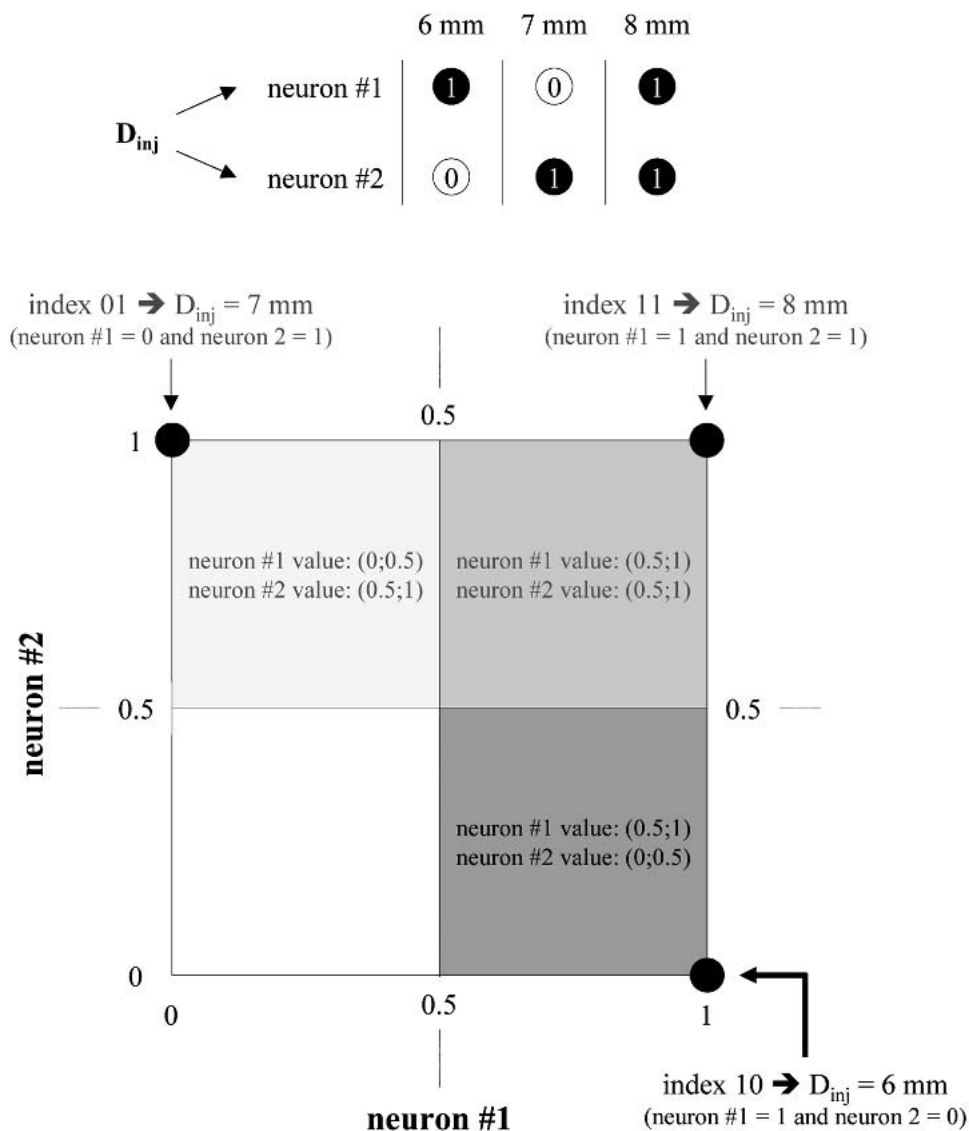 6 mm 7 mm 8 mm
neuron #1 1 0 1
D_inj
neuron #2 0 1 1
index 01 ➔ D_inj = 7 mm
(neuron #1 = 0 and neuron 2 = 1)
index 11 ➔ D_inj = 8 mm
(neuron #1 = 1 and neuron 2 = 1)
0.5
1
neuron #1 value: (0;0.5)
neuron #2 value: (0.5;1)
neuron #1 value: (0.5;1)
neuron #2 value: (0.5;1)
neuron #2
0.5
0.5
neuron #1 value: (0.5;1)
neuron #2 value: (0;0.5)
0
0 0.5 1
index 10 ➔ D_inj = 6 mm
(neuron #1 = 1 and neuron 2 = 0)
neuron #1